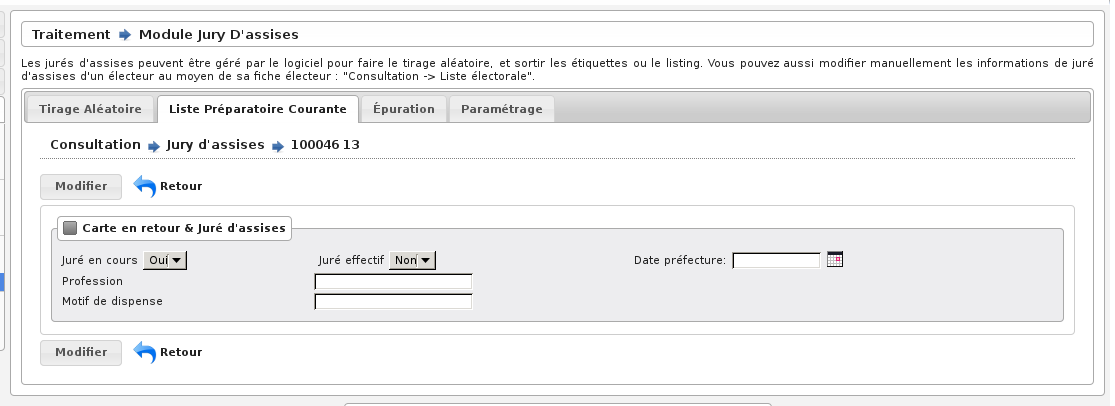 Traitement Module Jury D'assises
Les jurés d'assises peuvent être géré par le logiciel pour faire le tirage aléatoire, et sortir les étiquettes ou le listing. Vous pouvez aussi modifier manuellement les informations de juré
d'assises d'un électeur au moyen de sa fiche électeur : "Consultation -> Liste électorale".
Tirage Aléatoire Liste Préparatoire Courante Épuration Paramétrage
Consultation Jury d'assises 100046 13
Modifier Retour
Carte en retour & Juré d'assises
Juré en cours Oui Juré effectif Non Date préfecture:
Profession
Motif de dispense
Modifier Retour